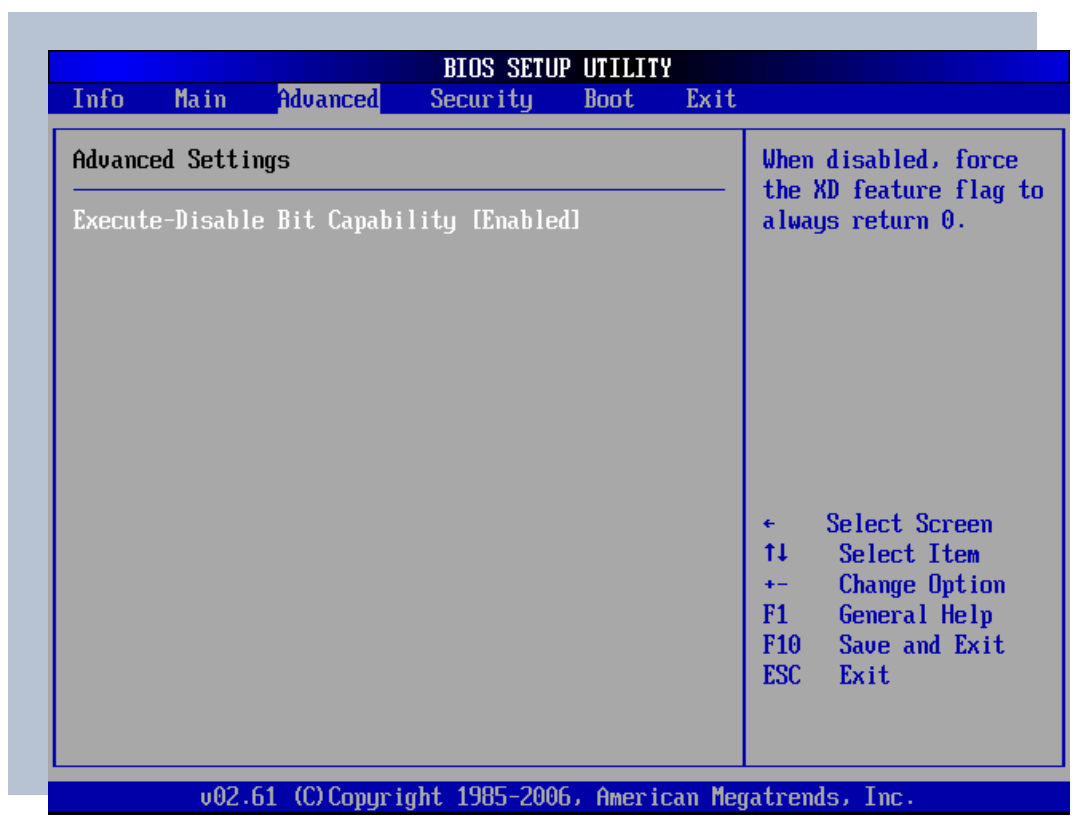 BIOS SETUP UTILITY
Info Main Advanced Security Boot Exit
Advanced Settings
Execute-Disable Bit Capability [Enabled]
When disabled, force
the XD feature flag to
always return 0.
← Select Screen
↑↓ Select Item
+- Change Option
F1 General Help
F10 Save and Exit
ESC Exit
v02.61 (C)Copyright 1985-2006, American Megatrends, Inc.